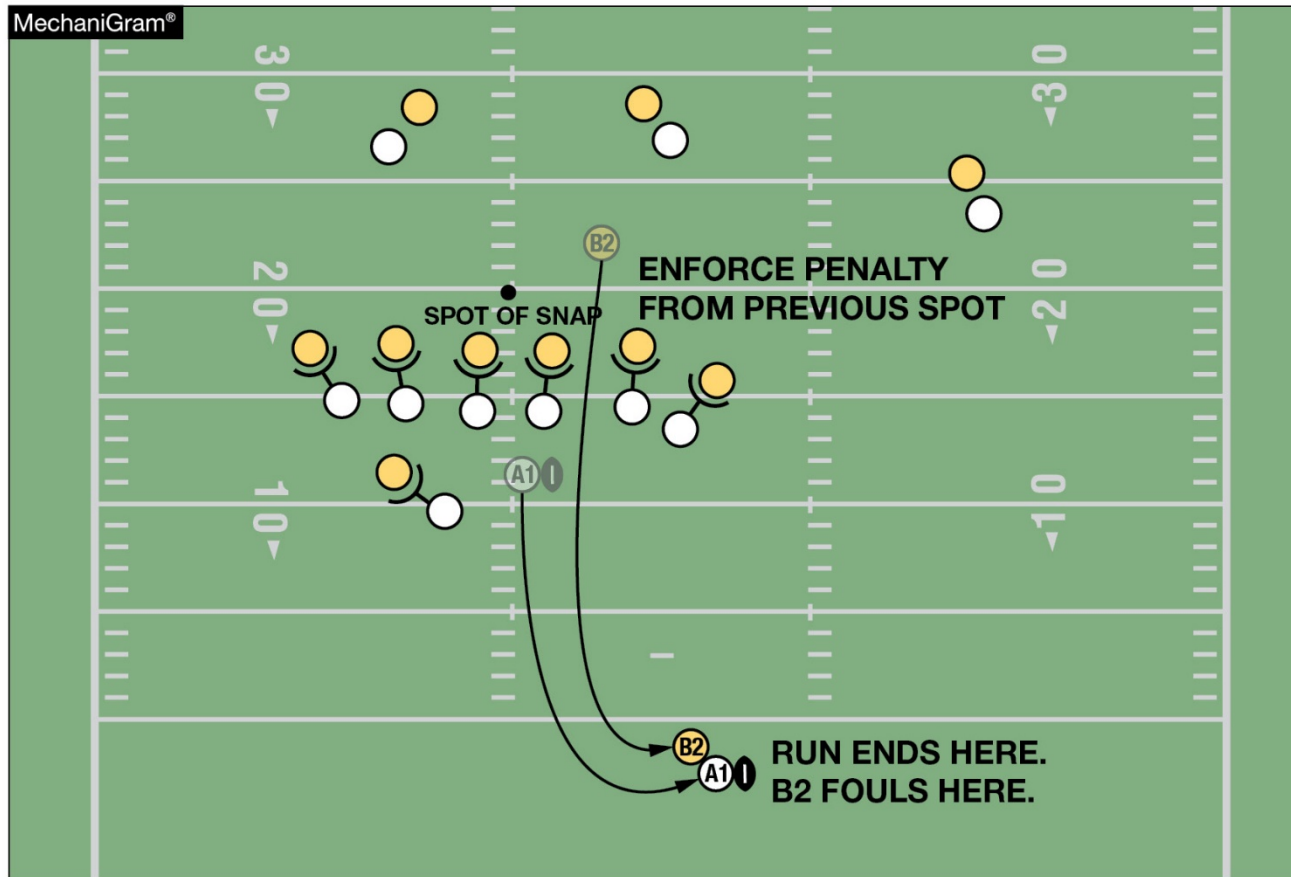 MechaniGram®
30
30
B2
ENFORCE PENALTY
FROM PREVIOUS SPOT
20
20
SPOT OF SNAP
A1
10
10
B2
A1
RUN ENDS HERE.
B2 FOULS HERE.